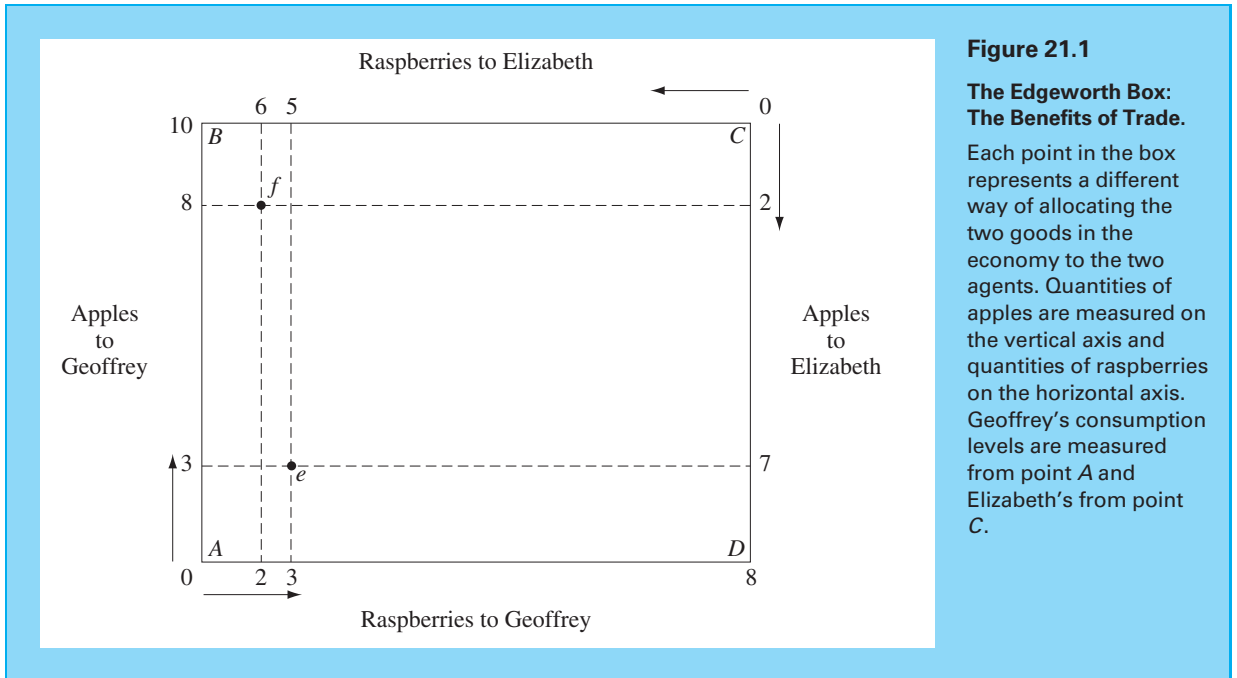 Raspberries to Elizabeth
6 5 0
10 B C
f
8 2
Apples
to
Geoffrey
Apples
to
Elizabeth
3 7
e
A D
0 2 3 8
Raspberries to Geoffrey
Figure 21.1
The Edgeworth Box:
The Benefits of Trade.
Each point in the box
represents a different
way of allocating the
two goods in the
economy to the two
agents. Quantities of
apples are measured on
the vertical axis and
quantities of raspberries
on the horizontal axis.
Geoffrey's consumption
levels are measured
from point A and
Elizabeth's from point
C.